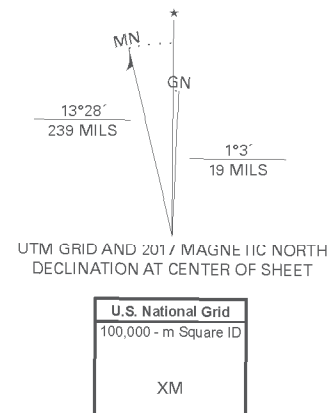 ★
MN
GN
13°28´
239 MILS
1°3´
19 MILS
UTM GRID AND 2017 MAGNETIC NORTH
DECLINATION AT CENTER OF SHEET
U.S. National Grid
100,000 - m Square ID
XM